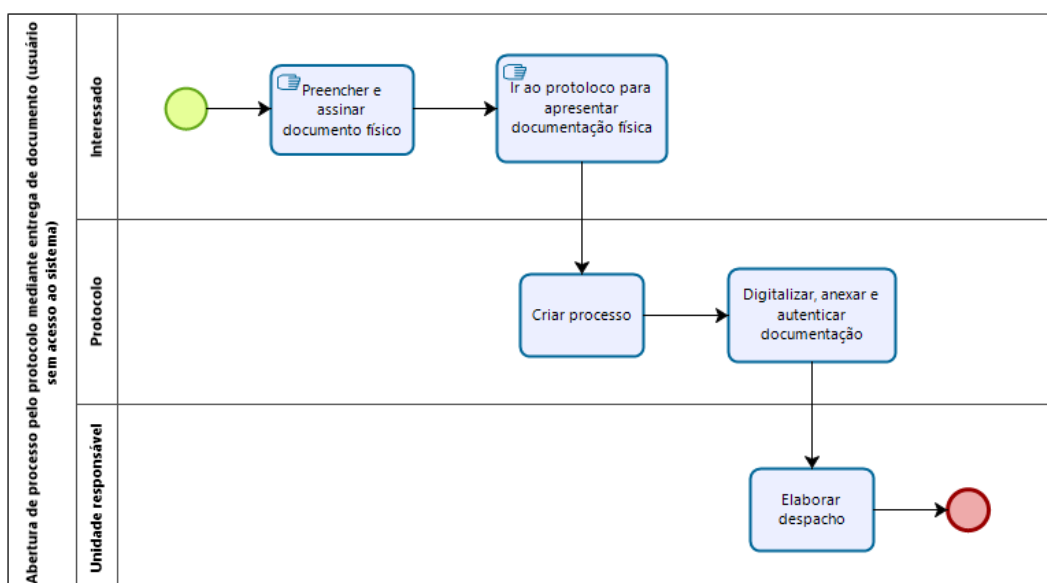 Abertura de processo pelo protocolo mediante entrega de documento (usuário
sem acesso ao sistema)
Interessado
Preencher e
assinar
documento físico
Ir ao protoloco para
apresentar
documentação física
Protocolo
Criar processo
Digitalizar, anexar e
autenticar
documentação
Unidade responsável
Elaborar
despacho